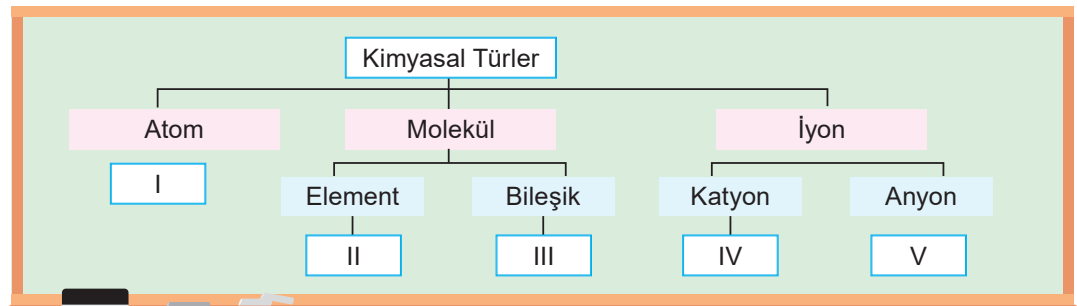 Kimyasal Türler
Atom Molekül İyon
I
Element Bileşik Katyon Anyon
II III IV V